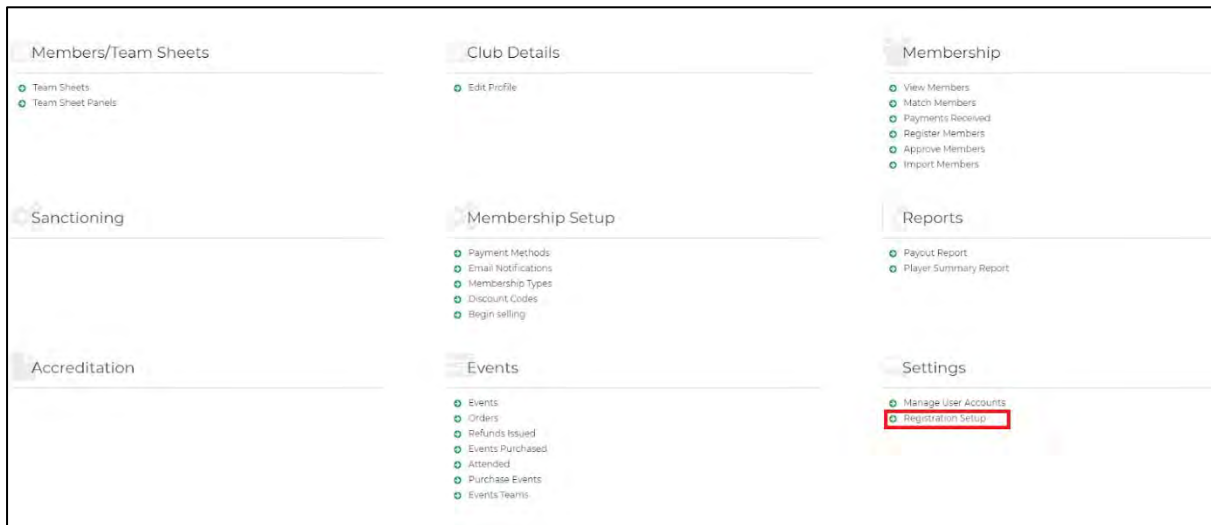 Members/Team Sheets
Team Sheets
Team Sheet Panels
Club Details
Edit Profile
Membership
View Members
Match Members
Payments Received
Register Members
Approve Members
Import Members
Sanctioning
Membership Setup
Payment Methods
Email Notifications
Membership Types
Discount Codes
Begin selling
Reports
Payout Report
Player Summary Report
Accreditation
Events
Events
Orders
Refunds Issued
Events Purchased
Attended
Purchase Events
Events Teams
Settings
Manage User Accounts
Registration Setup